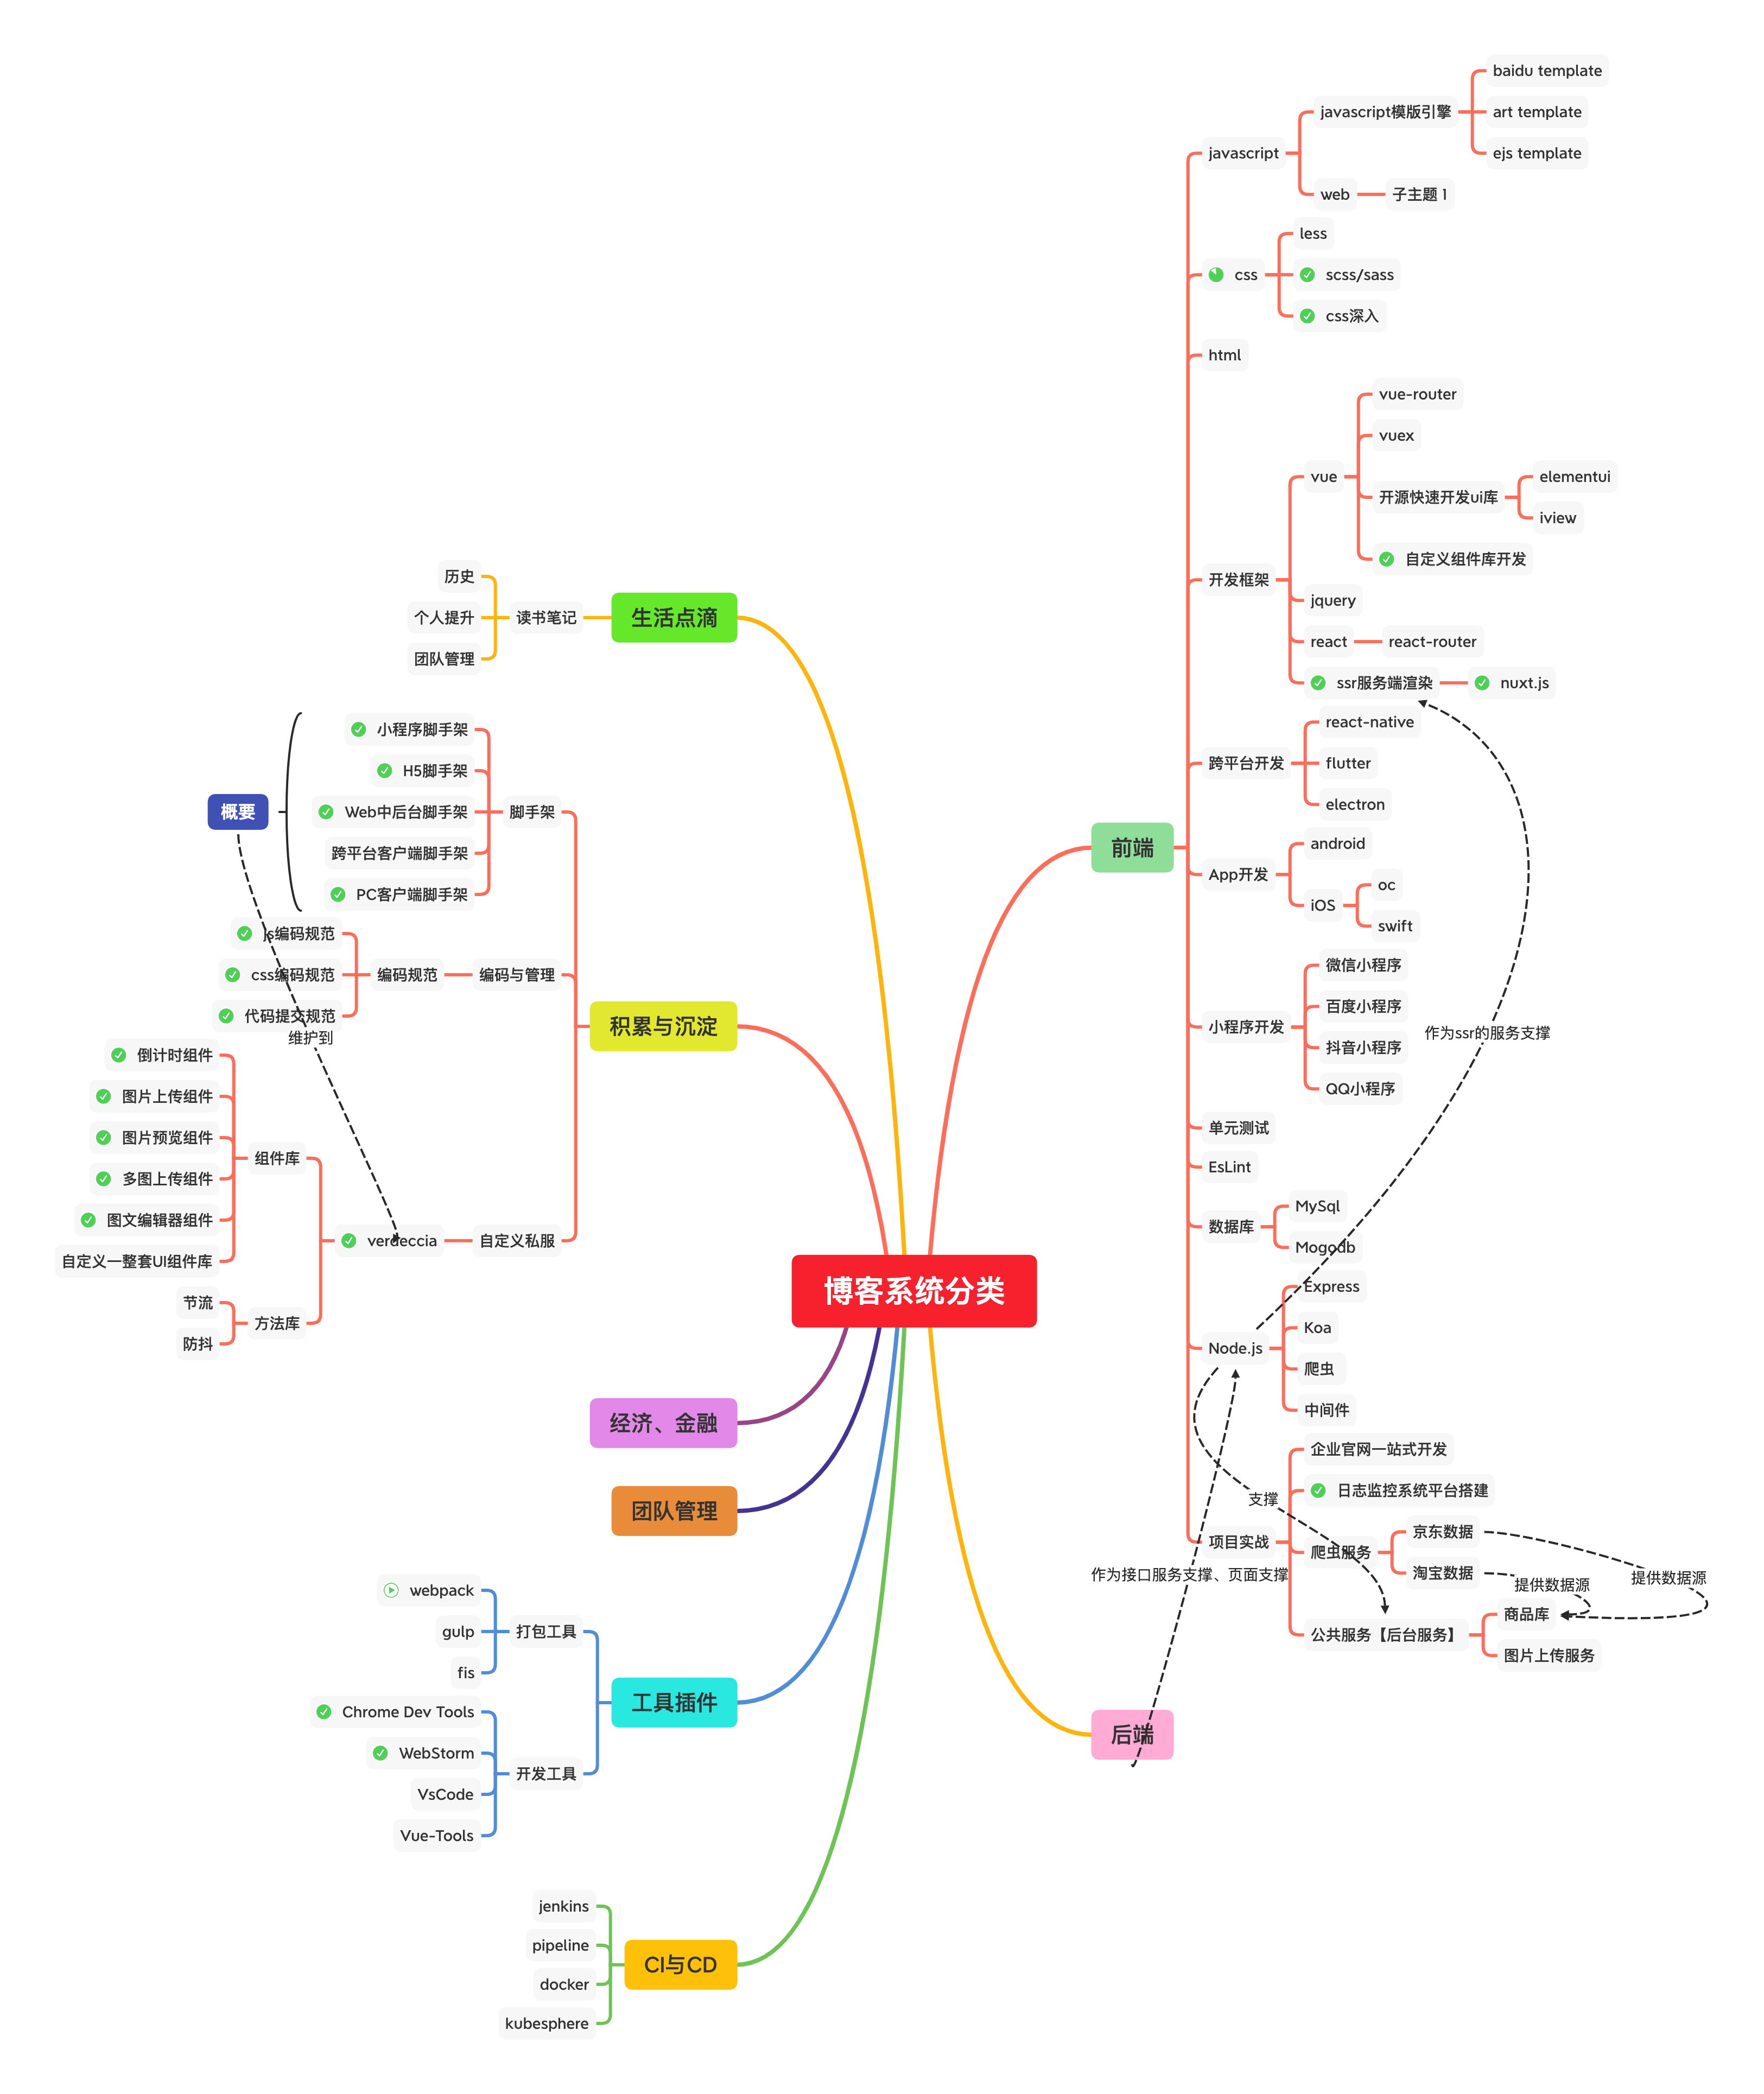 博客系统分类
前端
javascript
javascript模版引擎
baidu template
art template
ejs template
web
子主题 1
css
less
scss/sass
css深入
html
开发框架
vue
vue-router
vuex
开源快速开发ui库
elementui
iview
自定义组件库开发
jquery
react
react-router
ssr服务端渲染
nuxt.js
跨平台开发
react-native
flutter
electron
App开发
android
iOS
oc
swift
小程序开发
微信小程序
百度小程序
抖音小程序
QQ小程序
作为ssr的服务支撑
单元测试
EsLint
数据库
MySql
Mogodb
Node.js
Express
Koa
爬虫
中间件
支撑
项目实战
企业官网一站式开发
日志监控系统平台搭建
爬虫服务
京东数据
淘宝数据
提供数据源
提供数据源
公共服务【后台服务】
商品库
图片上传服务
作为接口服务支撑、页面支撑
后端
生活点滴
读书笔记
历史
个人提升
团队管理
积累与沉淀
脚手架
小程序脚手架
H5脚手架
Web中后台脚手架
跨平台客户端脚手架
PC客户端脚手架
概要
维护到
编码与管理
编码规范
js编码规范
css编码规范
代码提交规范
自定义私服
verdeccia
组件库
倒计时组件
图片上传组件
图片预览组件
多图上传组件
图文编辑器组件
自定义一整套UI组件库
方法库
节流
防抖
经济、金融
团队管理
工具插件
打包工具
webpack
gulp
fis
开发工具
Chrome Dev Tools
WebStorm
VsCode
Vue-Tools
CI与CD
jenkins
pipeline
docker
kubesphere